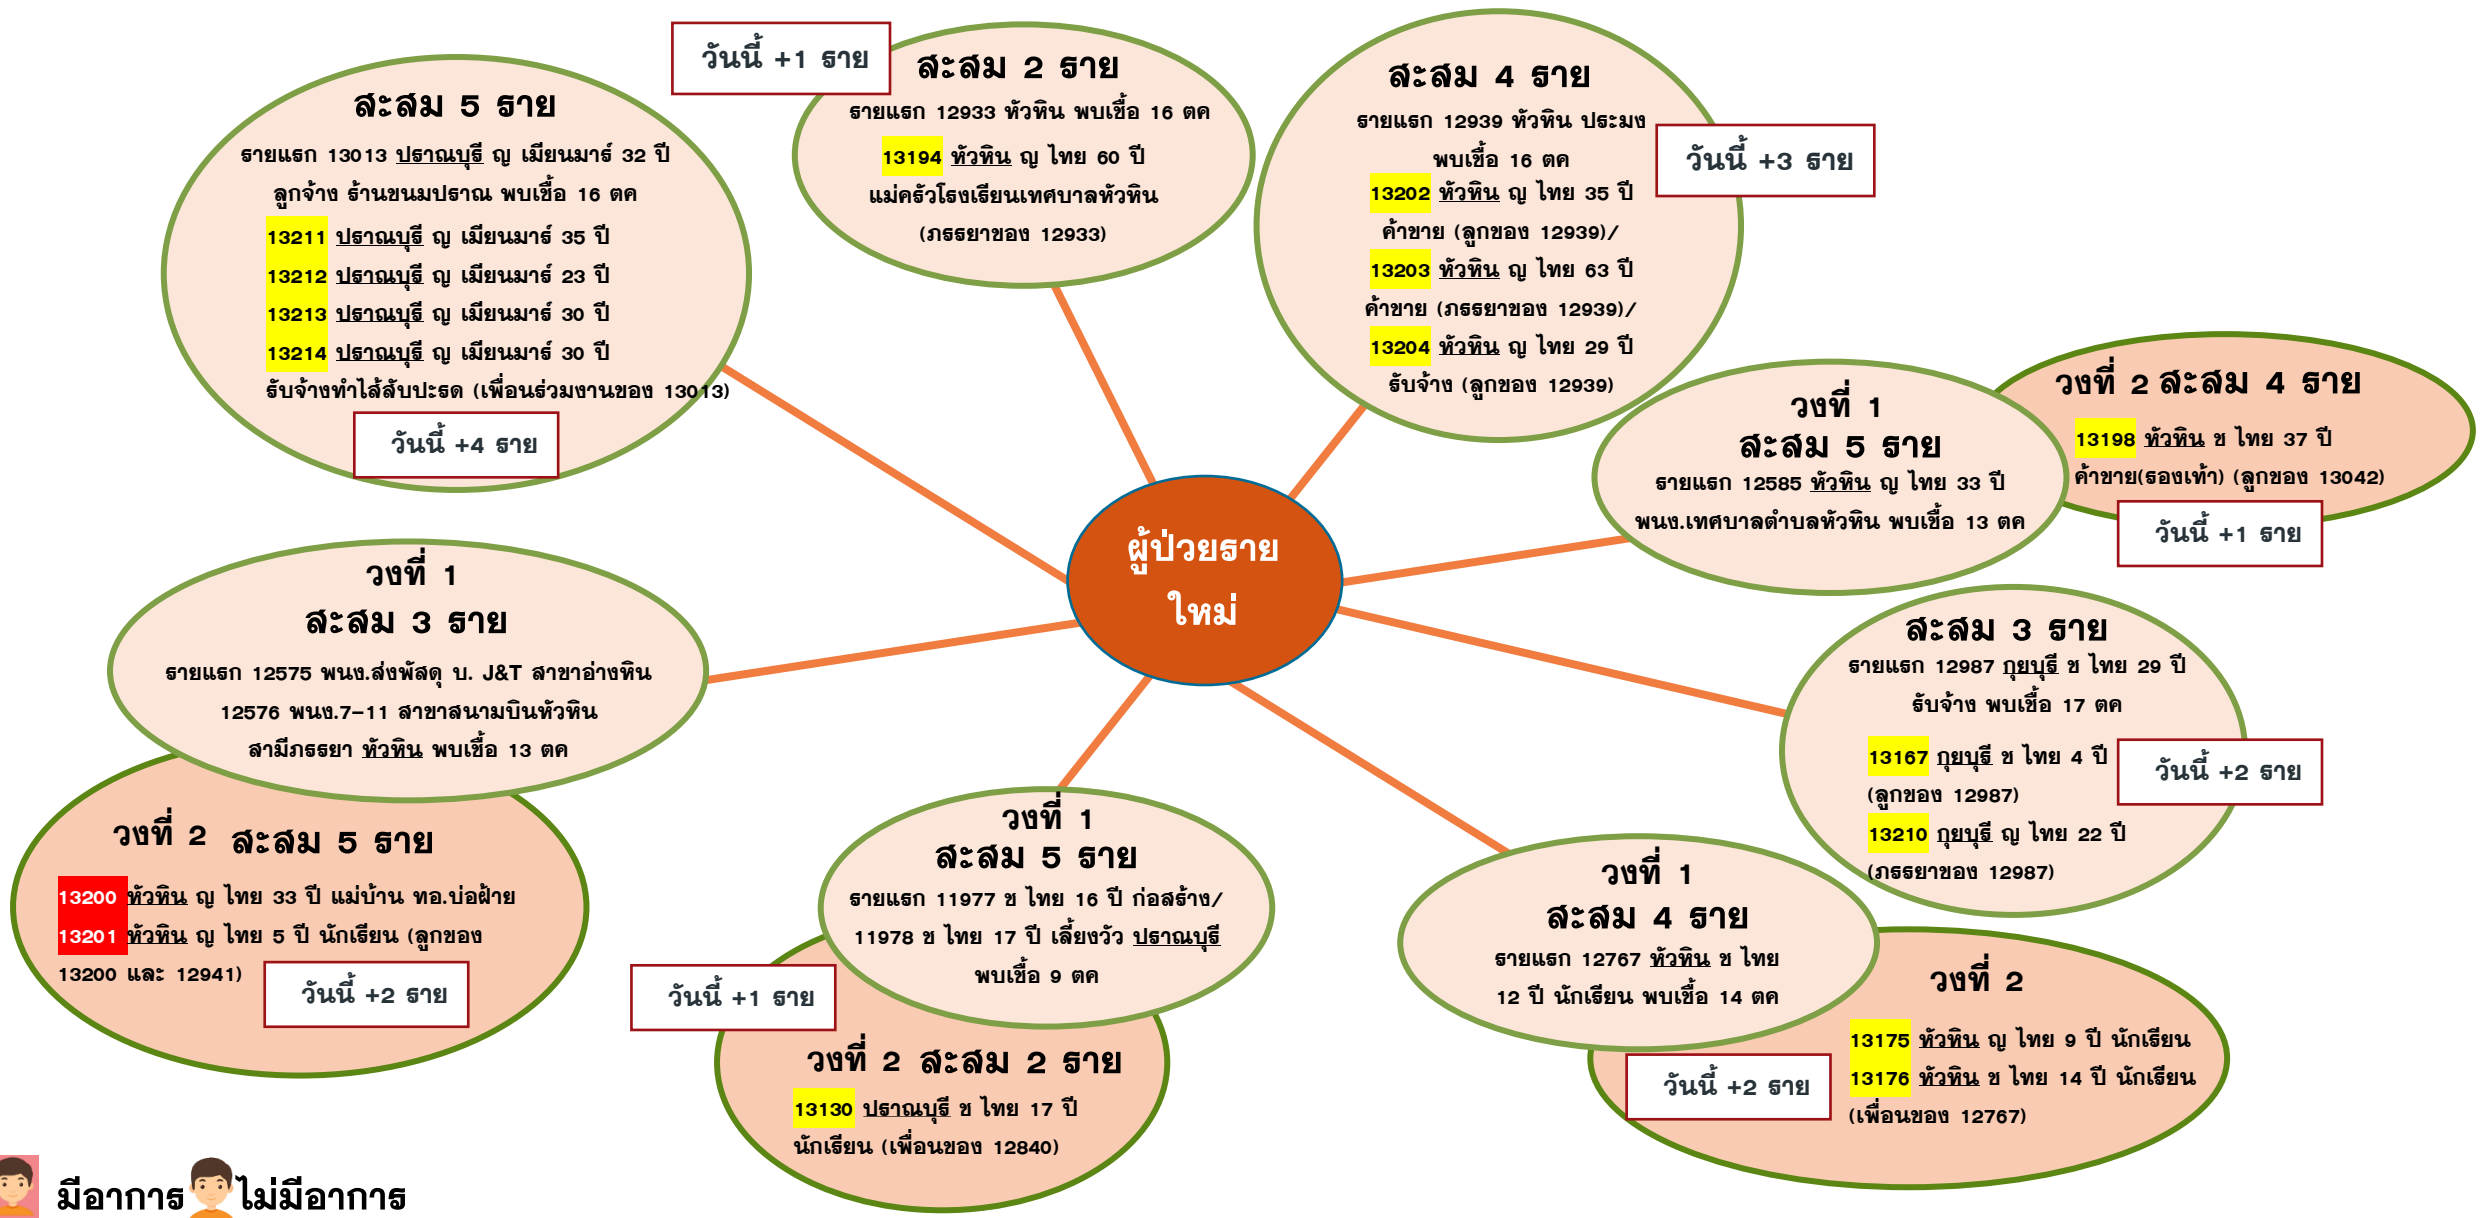 วันนี้ +1 ราย
สะสม 2 ราย
รายแรก 12933 หัวหิน พบเชื้อ 16 ตค
13194 หัวหิน ญ ไทย 60 ปี
แม่ครัวโรงเรียนเทศบาลหัวหิน
(ภรรยาของ 12933)
สะสม 4 ราย
รายแรก 12939 หัวหิน ประมง
พบเชื้อ 16 ตค
13202 หัวหิน ญ ไทย 35 ปี
ค้าขาย (ลูกของ 12939)/
13203 หัวหิน ญ ไทย 63 ปี
ค้าขาย (ภรรยาของ 12939)/
13204 หัวหิน ญ ไทย 29 ปี
รับจ้าง (ลูกของ 12939)
วันนี้ +3 ราย
สะสม 5 ราย
รายแรก 13013 ปราณบุรี ญ เมียนมาร์ 32 ปี
ลูกจ้าง ร้านขนมปราณ พบเชื้อ 16 ตค
13211 ปราณบุรี ญ เมียนมาร์ 35 ปี
13212 ปราณบุรี ญ เมียนมาร์ 23 ปี
13213 ปราณบุรี ญ เมียนมาร์ 30 ปี
13214 ปราณบุรี ญ เมียนมาร์ 30 ปี
รับจ้างทำไส้สับปะรด (เพื่อนร่วมงานของ 13013)
วันนี้ +4 ราย
วงที่ 1
สะสม 5 ราย
รายแรก 12585 หัวหิน ญ ไทย 33 ปี
พนง.เทศบาลตำบลหัวหิน พบเชื้อ 13 ตค
วงที่ 2 สะสม 4 ราย
13198 หัวหิน ช ไทย 37 ปี
ค้าขาย(รองเท้า) (ลูกของ 13042)
วันนี้ +1 ราย
ผู้ป่วยราย
ใหม่
วงที่ 1
สะสม 3 ราย
รายแรก 12575 พนง.ส่งพัสดุ บ. J&T สาขาอ่างหิน
12576 พนง.7-11 สาขาสนามบินหัวหิน
สามีภรรยา หัวหิน พบเชื้อ 13 ตค
วงที่ 2 สะสม 5 ราย
13200 หัวหิน ญ ไทย 33 ปี แม่บ้าน ทอ.บ่อฝ้าย
13201 หัวหิน ญ ไทย 5 ปี นักเรียน (ลูกของ
13200 และ 12941)
วันนี้ +2 ราย
สะสม 3 ราย
รายแรก 12987 กุยบุรี ช ไทย 29 ปี
รับจ้าง พบเชื้อ 17 ตค
13167 กุยบุรี ช ไทย 4 ปี
(ลูกของ 12987)
13210 กุยบุรี ญ ไทย 22 ปี
(ภรรยาของ 12987)
วันนี้ +2 ราย
วงที่ 1
สะสม 5 ราย
รายแรก 11977 ช ไทย 16 ปี ก่อสร้าง/
11978 ช ไทย 17 ปี เลี้ยงวัว ปราณบุรี
พบเชื้อ 9 ตค
วันนี้ +1 ราย
วงที่ 2 สะสม 2 ราย
13130 ปราณบุรี ช ไทย 17 ปี
นักเรียน (เพื่อนของ 12840)
วงที่ 1
สะสม 4 ราย
รายแรก 12767 หัวหิน ช ไทย
12 ปี นักเรียน พบเชื้อ 14 ตค
วงที่ 2
13175 หัวหิน ญ ไทย 9 ปี นักเรียน
13176 หัวหิน ช ไทย 14 ปี นักเรียน
(เพื่อนของ 12767)
วันนี้ +2 ราย
มีอาการ ไม่มีอาการ